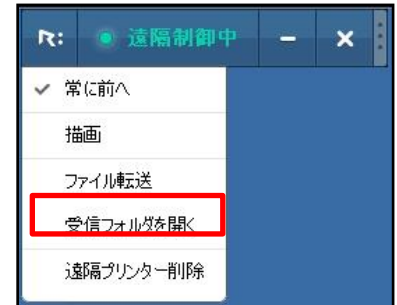 R: 遠隔制御中
常に前へ
描画
ファイル転送
受信フォルダを開く
遠隔プリンター削除